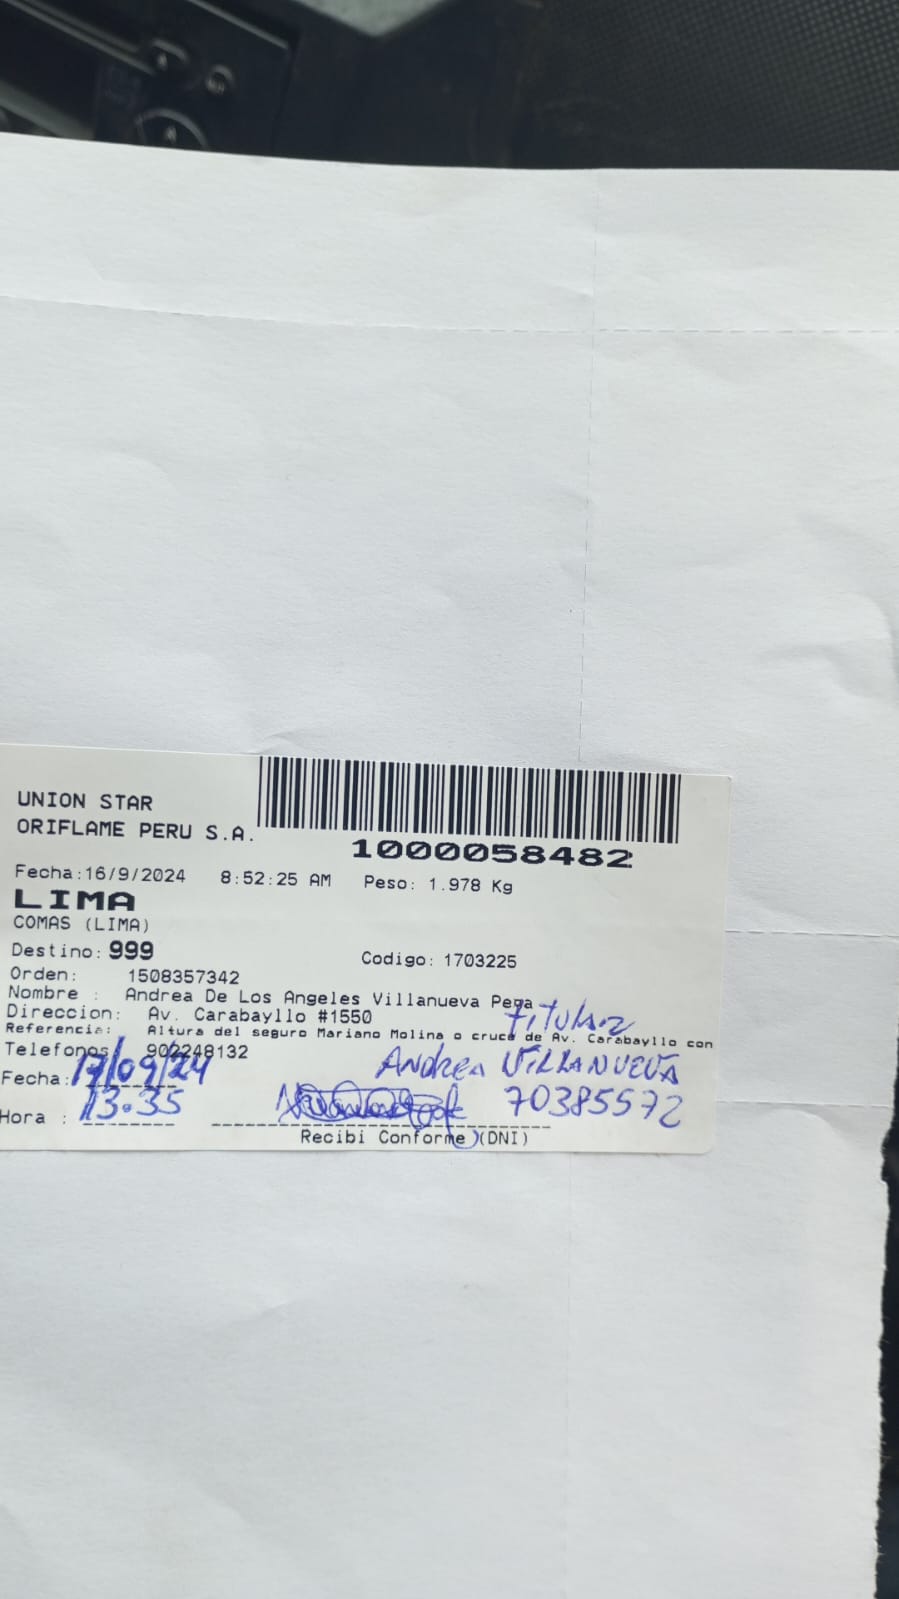 UNION STAR
ORIFLAME PERU S.A.
1000058482
Fecha:16/9/2024 8:52:25 AM Peso: 1.978 Kg
LIMA
COMAS (LIMA)
Destino: 999 Codigo: 1703225
Orden: 1508357342
Nombre : Andrea De Los Angeles Villanueva Pena
Direccion: Av. Carabayllo #1550 titular
Referencia: Altura del seguro Mariano Molina o cruce de Av. Carabayllo con
Telefonos: 902248132 ANDREA VILLANUEVA
Fecha: 17/09/24
Hora : 13:35 70385572
Recibi Conforme (DNI)